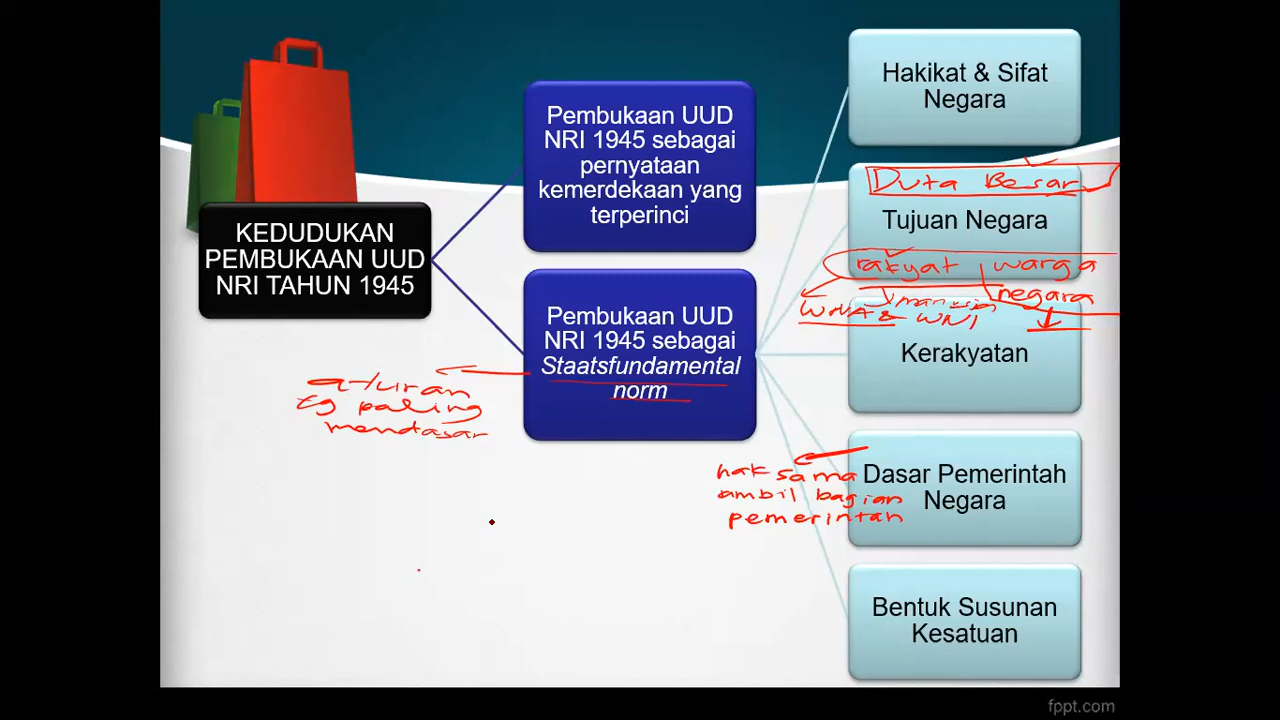 KEDUDUKAN
PEMBUKAAN UUD
NRI TAHUN 1945
Pembukaan UUD
NRI 1945 sebagai
pernyataan
kemerdekaan yang
terperinci
Pembukaan UUD
NRI 1945 sebagai
Staatsfundamental
norm
aturan
yg paling
mendasar
Hakikat & Sifat
Negara
Duta Besar
Tujuan Negara
rakyat warga
negara
manusia
WNA & WNI
Kerakyatan
hak sama
ambil bagian
pemerintah
Dasar Pemerintah
Negara
Bentuk Susunan
Kesatuan
fppt.com